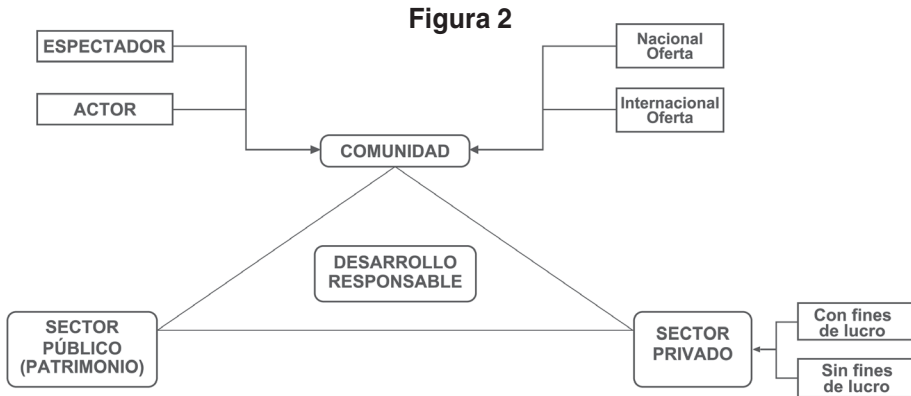 Figura 2
ESPECTADOR
ACTOR
Nacional
Oferta
Internacional
Oferta
COMUNIDAD
DESARROLLO
RESPONSABLE
SECTOR
PÚBLICO
(PATRIMONIO)
SECTOR
PRIVADO
Con fines
de lucro
Sin fines
de lucro